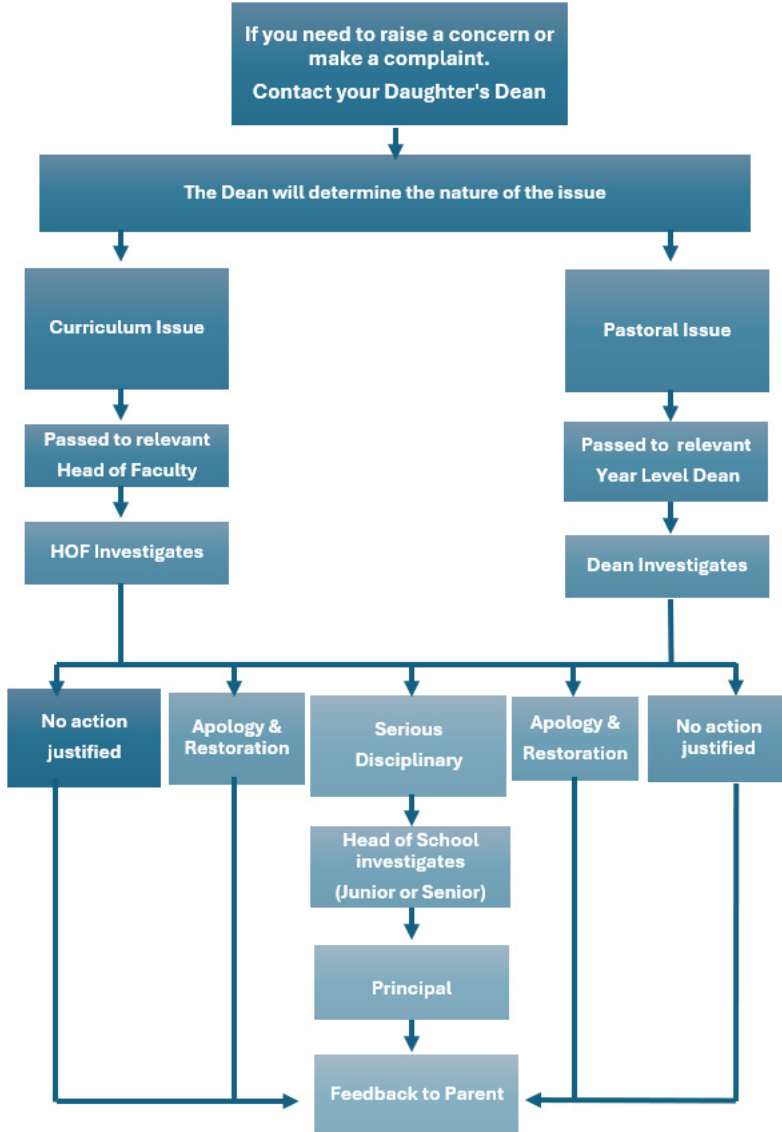 If you need to raise a concern or
make a complaint.
Contact your Daughter's Dean
The Dean will determine the nature of the issue
Curriculum Issue
Pastoral Issue
Passed to relevant
Head of Faculty
Passed to relevant
Year Level Dean
HOF Investigates
Dean Investigates
No action
justified
Apology &
Restoration
Serious
Disciplinary
Apology &
Restoration
No action
justified
Head of School
investigates
(Junior or Senior)
Principal
Feedback to Parent